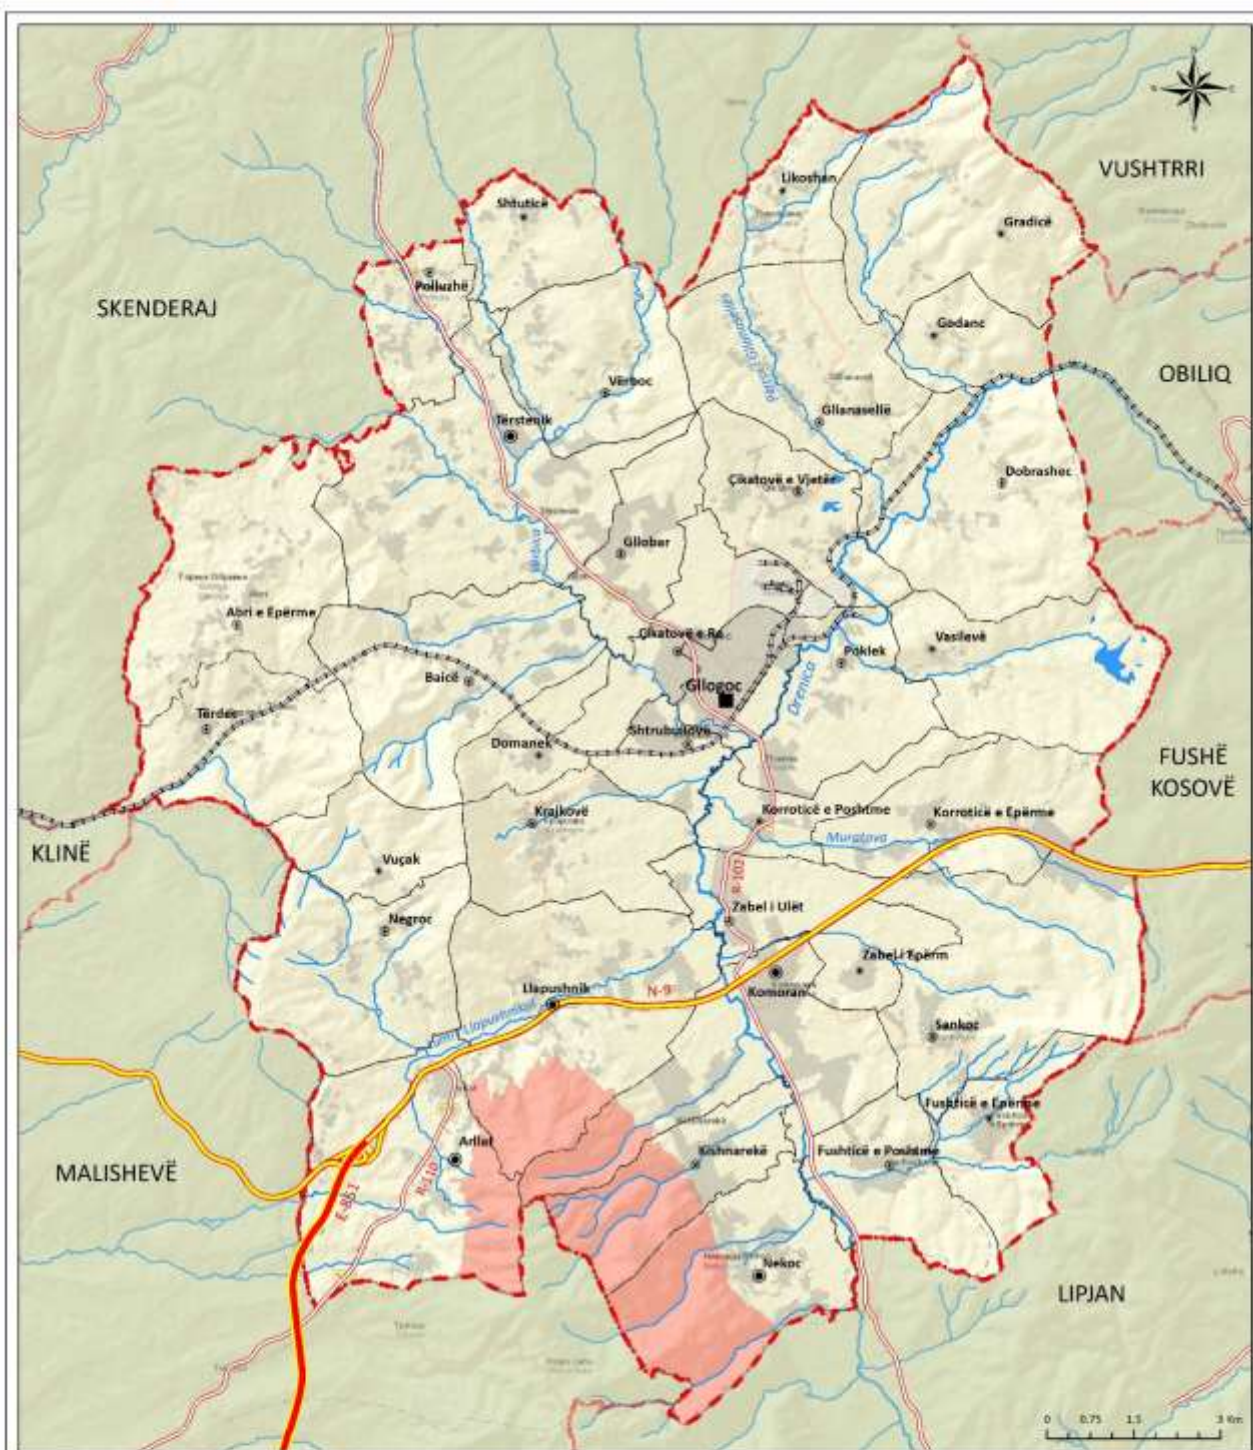 VUSHTRRI
Likoshan
Shtuticë
Gradicë
Polluzhë
SKENDERAJ
Godanc
OBILIQ
Vërboc
Gllanasellë
Tërstenik
Dobrashec
Çikatovë e Vjetër
Gllobar
Vërbica
Abri e Epërme
Çikatovë e Re
Vasilevë
Poklek
Baicë
Gllogoc
Drenica
Tërdec
Shtrubullovë
Domanek
FUSHË
KOSOVË
Krajkovë
Korroticë e Poshtme
Korroticë e Epërme
Muratova
KLINË
Vuçak
R-102
Zabel i Ulët
Negroc
Zabel i Epërm
Llapushnik
N-9
Komoran
Sankoc
Fushticë e Epërme
Arllat
Kishnarekë
Fushticë e Poshtme
MALISHEVË
R-110
E-851
Nekoc
LIPJAN
0 0.75 1.5 3 Km